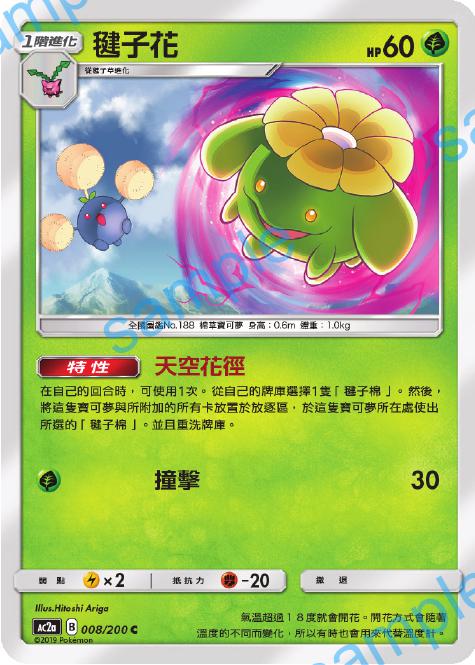 1階進化
毽子花
HP60
從毽子草進化
全國圖鑑No.188 棉草寶可夢 身高：0.6m 體重：1.0kg
特性 天空花徑
在自己的回合時，可使用1次。從自己的牌庫選擇1隻「毽子棉」。然後，
將這隻寶可夢與所附加的所有卡放置於放逐區，於這隻寶可夢所在處使出
所選的「毽子棉」。並且重洗牌庫。
撞擊 30
弱點 ×2 抵抗力 -20 撤退
Illus.Hitoshi Ariga
AC2a B 008/200 C
©2019 Pokémon
氣溫超過18度就會開花。開花方式會隨著
溫度的不同而變化，所以有時也會用來代替溫度計。
sample
sample
sample
sample